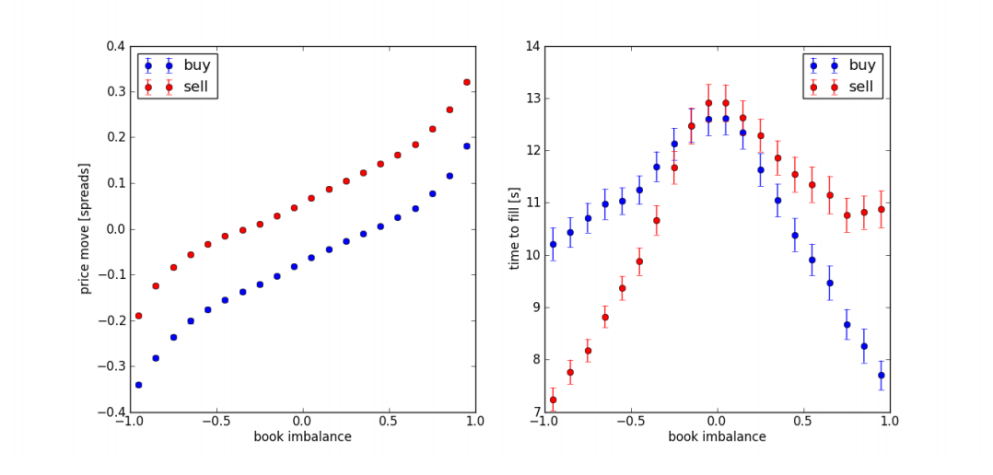 0.4
0.3
0.2
0.1
0.0
−0.1
−0.2
−0.3
−0.4
price move [spreads]
buy
sell
−1.0 −0.5 0.0 0.5 1.0
book imbalance
14
13
12
11
10
9
8
7
time to fill [s]
buy
sell
−1.0 −0.5 0.0 0.5 1.0
book imbalance